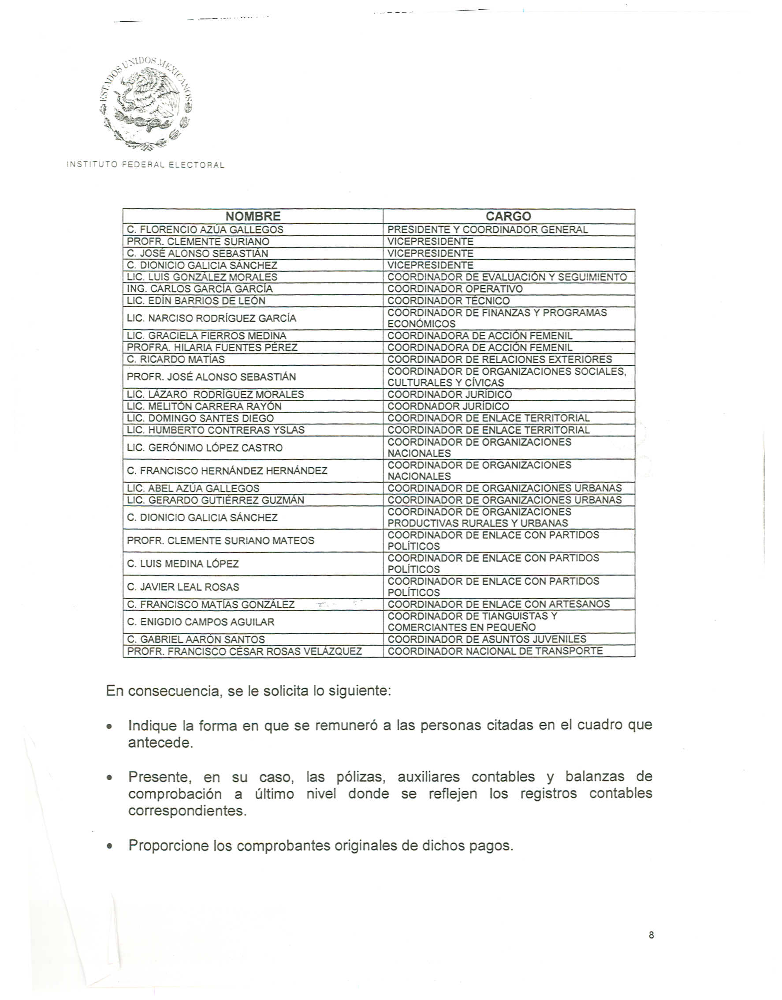 ESTADOS UNIDOS MEXICANOS
INSTITUTO FEDERAL ELECTORAL
NOMBRE CARGO
C. FLORENCIO AZÚA GALLEGOS PRESIDENTE Y COORDINADOR GENERAL
PROFR. CLEMENTE SURIANO VICEPRESIDENTE
C. JOSÉ ALONSO SEBASTIÁN VICEPRESIDENTE
C. DIONICIO GALICIA SÁNCHEZ VICEPRESIDENTE
LIC. LUIS GONZÁLEZ MORALES COORDINADOR DE EVALUACIÓN Y SEGUIMIENTO
ING. CARLOS GARCÍA GARCÍA COORDINADOR OPERATIVO
LIC. EDÍN BARRIOS DE LEÓN COORDINADOR TÉCNICO
LIC. NARCISO RODRÍGUEZ GARCÍA COORDINADOR DE FINANZAS Y PROGRAMAS
ECONÓMICOS
LIC. GRACIELA FIERROS MEDINA COORDINADORA DE ACCIÓN FEMENIL
PROFRA. HILARIA FUENTES PÉREZ COORDINADORA DE ACCIÓN FEMENIL
C. RICARDO MATÍAS COORDINADOR DE RELACIONES EXTERIORES
PROFR. JOSÉ ALONSO SEBASTIÁN COORDINADOR DE ORGANIZACIONES SOCIALES,
CULTURALES Y CÍVICAS
LIC. LÁZARO RODRÍGUEZ MORALES COORDINADOR JURÍDICO
LIC. MELITÓN CARRERA RAYÓN COORDNADOR JURÍDICO
LIC. DOMINGO SANTES DIEGO COORDINADOR DE ENLACE TERRITORIAL
LIC. HUMBERTO CONTRERAS YSLAS COORDINADOR DE ENLACE TERRITORIAL
LIC. GERÓNIMO LÓPEZ CASTRO COORDINADOR DE ORGANIZACIONES
NACIONALES
C. FRANCISCO HERNÁNDEZ HERNÁNDEZ COORDINADOR DE ORGANIZACIONES
NACIONALES
LIC. ABEL AZÚA GALLEGOS COORDINADOR DE ORGANIZACIONES URBANAS
LIC. GERARDO GUTIÉRREZ GUZMÁN COORDINADOR DE ORGANIZACIONES URBANAS
C. DIONICIO GALICIA SÁNCHEZ COORDINADOR DE ORGANIZACIONES
PRODUCTIVAS RURALES Y URBANAS
PROFR. CLEMENTE SURIANO MATEOS COORDINADOR DE ENLACE CON PARTIDOS
POLÍTICOS
C. LUIS MEDINA LÓPEZ COORDINADOR DE ENLACE CON PARTIDOS
POLÍTICOS
C. JAVIER LEAL ROSAS COORDINADOR DE ENLACE CON PARTIDOS
POLÍTICOS
C. FRANCISCO MATÍAS GONZÁLEZ COORDINADOR DE ENLACE CON ARTESANOS
C. ENIGDIO CAMPOS AGUILAR COORDINADOR DE TIANGUISTAS Y
COMERCIANTES EN PEQUEÑO
C. GABRIEL AARÓN SANTOS COORDINADOR DE ASUNTOS JUVENILES
PROFR. FRANCISCO CÉSAR ROSAS VELÁZQUEZ COORDINADOR NACIONAL DE TRANSPORTE
En consecuencia, se le solicita lo siguiente:
• Indique la forma en que se remuneró a las personas citadas en el cuadro que
antecede.
• Presente, en su caso, las pólizas, auxiliares contables y balanzas de
comprobación a último nivel donde se reflejen los registros contables
correspondientes.
• Proporcione los comprobantes originales de dichos pagos.
8